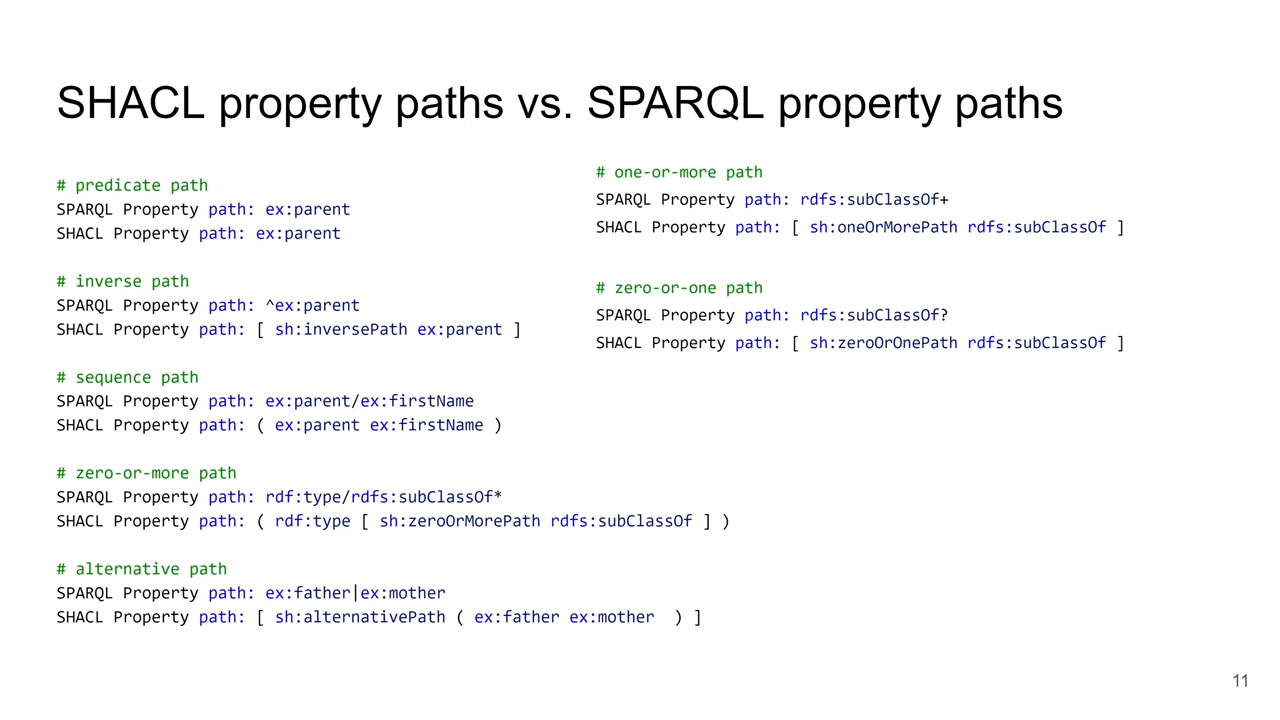 SHACL property paths vs. SPARQL property paths
# predicate path
SPARQL Property path: ex:parent
SHACL Property path: ex:parent
# inverse path
SPARQL Property path: ^ex:parent
SHACL Property path: [ sh:inversePath ex:parent ]
# sequence path
SPARQL Property path: ex:parent/ex:firstName
SHACL Property path: ( ex:parent ex:firstName )
# zero-or-more path
SPARQL Property path: rdf:type/rdfs:subClassOf*
SHACL Property path: ( rdf:type [ sh:zeroOrMorePath rdfs:subClassOf ] )
# alternative path
SPARQL Property path: ex:father|ex:mother
SHACL Property path: [ sh:alternativePath ( ex:father ex:mother  ) ]
# one-or-more path
SPARQL Property path: rdfs:subClassOf+
SHACL Property path: [ sh:oneOrMorePath rdfs:subClassOf ]
# zero-or-one path
SPARQL Property path: rdfs:subClassOf?
SHACL Property path: [ sh:zeroOrOnePath rdfs:subClassOf ]
11